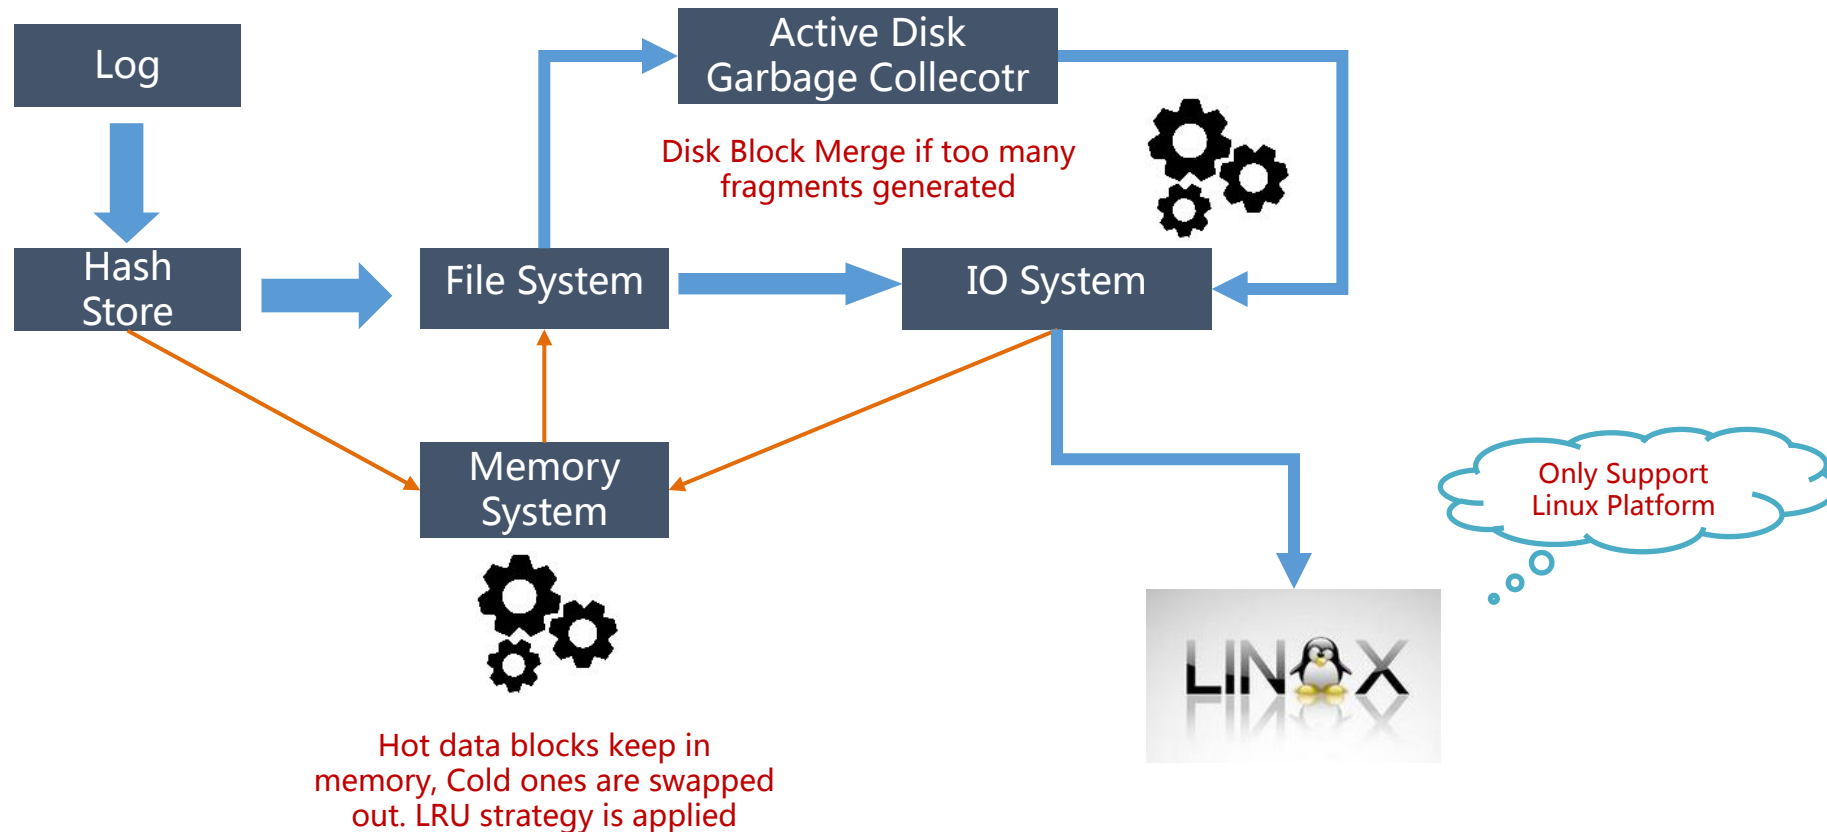 Log
Active Disk
Garbage Collecotr
Disk Block Merge if too many
fragments generated
Hash
Store
File System
IO System
Memory
System
Only Support
Linux Platform
LINUX
Hot data blocks keep in
memory, Cold ones are swapped
out. LRU strategy is applied